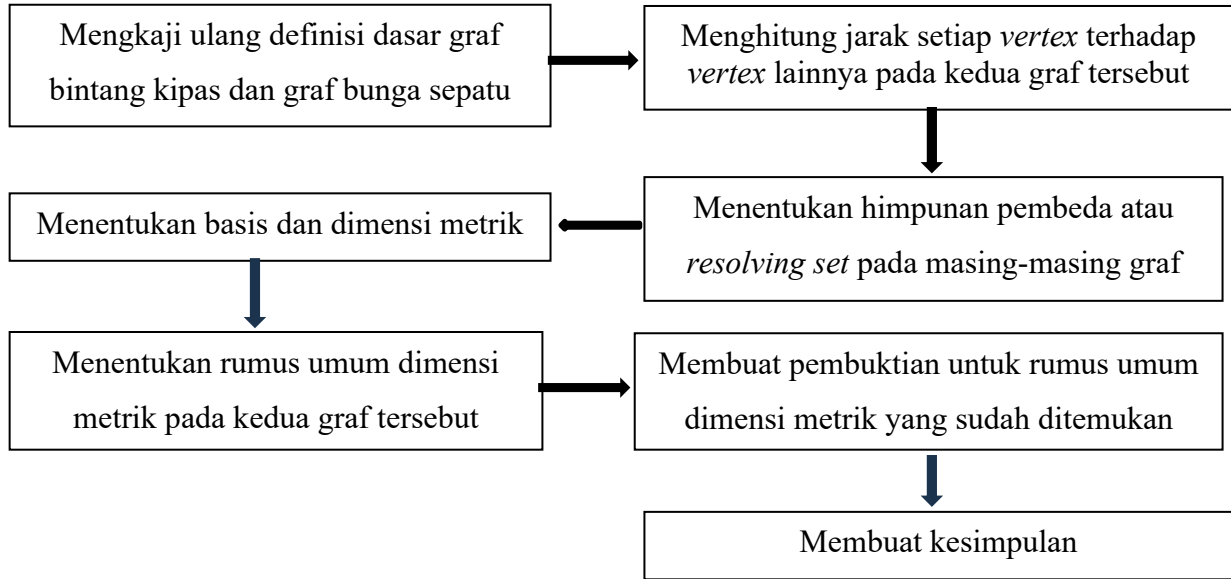 Mengkaji ulang definisi dasar graf
bintang kipas dan graf bunga sepatu
Menghitung jarak setiap vertex terhadap
vertex lainnya pada kedua graf tersebut
Menentukan himpunan pembeda atau
resolving set pada masing-masing graf
Menentukan basis dan dimensi metrik
Menentukan rumus umum dimensi
metrik pada kedua graf tersebut
Membuat pembuktian untuk rumus umum
dimensi metrik yang sudah ditemukan
Membuat kesimpulan